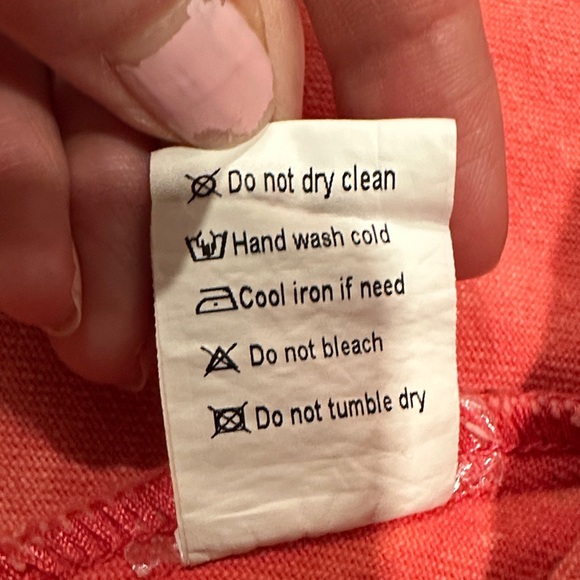 Do not dry clean
Hand wash cold
Cool iron if need
Do not bleach
Do not tumble dry